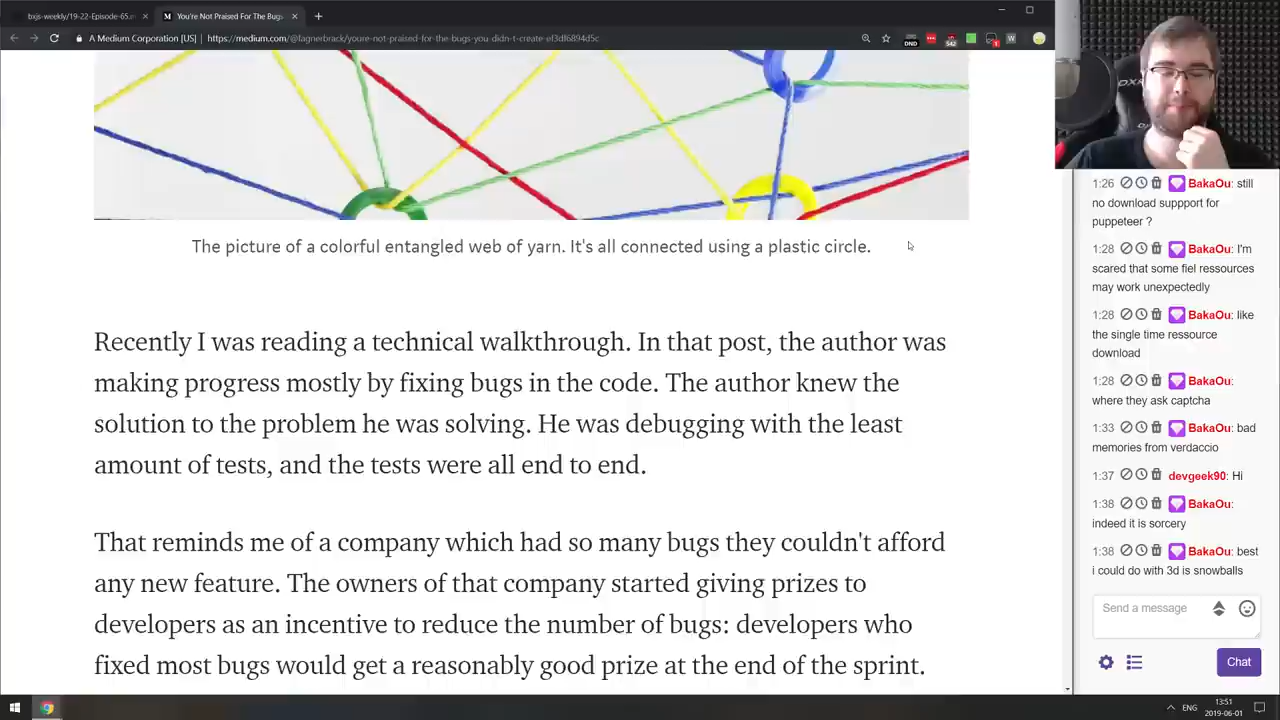 bxjs-weekly/19-22-Episode-65.m
You're Not Praised For The Bugs
A Medium Corporation [US]
https://medium.com/@fagnerbrack/youre-not-praised-for-the-bugs-you-didn-t-create-ef3df6894d5c
DND
542
1
W
The picture of a colorful entangled web of yarn. It's all connected using a plastic circle.
Recently I was reading a technical walkthrough. In that post, the author was
making progress mostly by fixing bugs in the code. The author knew the
solution to the problem he was solving. He was debugging with the least
amount of tests, and the tests were all end to end.
That reminds me of a company which had so many bugs they couldn't afford
any new feature. The owners of that company started giving prizes to
developers as an incentive to reduce the number of bugs: developers who
fixed most bugs would get a reasonably good prize at the end of the sprint.
1:26 BakaOu: still
no download suppport for
puppeteer ?
1:28 BakaOu: I'm
scared that some fiel ressources
may work unexpectedly
1:28 BakaOu: like
the single time ressource
download
1:28 BakaOu:
where they ask captcha
1:33 BakaOu: bad
memories from verdaccio
1:37 devgeek90: Hi
1:38 BakaOu:
indeed it is sorcery
1:38 BakaOu: best
i could do with 3d is snowballs
Send a message
Chat
ENG
13:51
2019-06-01